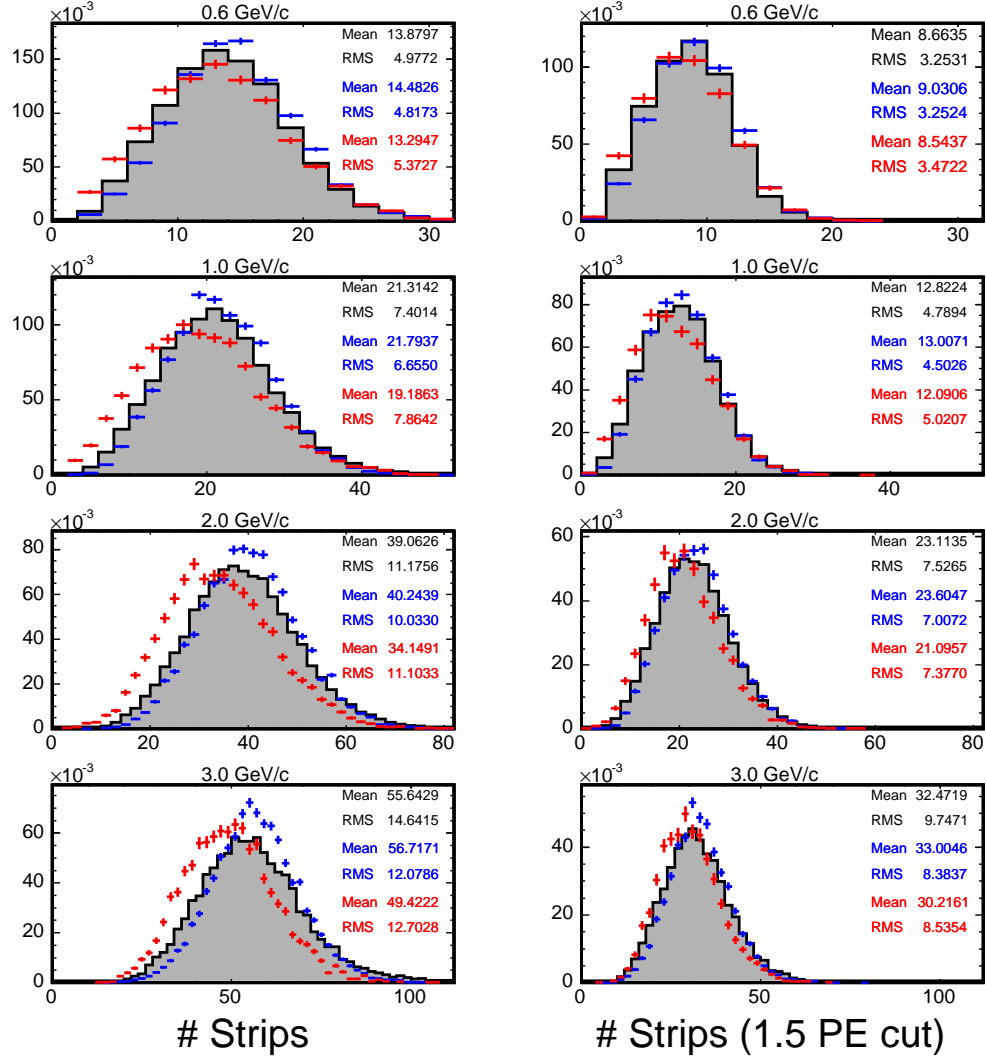 ×10⁻³
0.6 GeV/c
Mean 13.8797
RMS 4.9772
Mean 14.4826
RMS 4.8173
Mean 13.2947
RMS 5.3727
150
100
50
0
0 10 20 30
×10⁻³
0.6 GeV/c
Mean 8.6635
RMS 3.2531
Mean 9.0306
RMS 3.2524
Mean 8.5437
RMS 3.4722
100
50
0
0 10 20 30
×10⁻³
1.0 GeV/c
Mean 21.3142
RMS 7.4014
Mean 21.7937
RMS 6.6550
Mean 19.1863
RMS 7.8642
100
50
0
0 20 40
×10⁻³
1.0 GeV/c
Mean 12.8224
RMS 4.7894
Mean 13.0071
RMS 4.5026
Mean 12.0906
RMS 5.0207
80
60
40
20
0
0 20 40
×10⁻³
2.0 GeV/c
Mean 39.0626
RMS 11.1756
Mean 40.2439
RMS 10.0330
Mean 34.1491
RMS 11.1033
80
60
40
20
0
0 20 40 60 80
×10⁻³
2.0 GeV/c
Mean 23.1135
RMS 7.5265
Mean 23.6047
RMS 7.0072
Mean 21.0957
RMS 7.3770
60
40
20
0
0 20 40 60 80
×10⁻³
3.0 GeV/c
Mean 55.6429
RMS 14.6415
Mean 56.7171
RMS 12.0786
Mean 49.4222
RMS 12.7028
60
40
20
0
50 100
# Strips
×10⁻³
3.0 GeV/c
Mean 32.4719
RMS 9.7471
Mean 33.0046
RMS 8.3837
Mean 30.2161
RMS 8.5354
40
20
0
0 50 100
# Strips (1.5 PE cut)